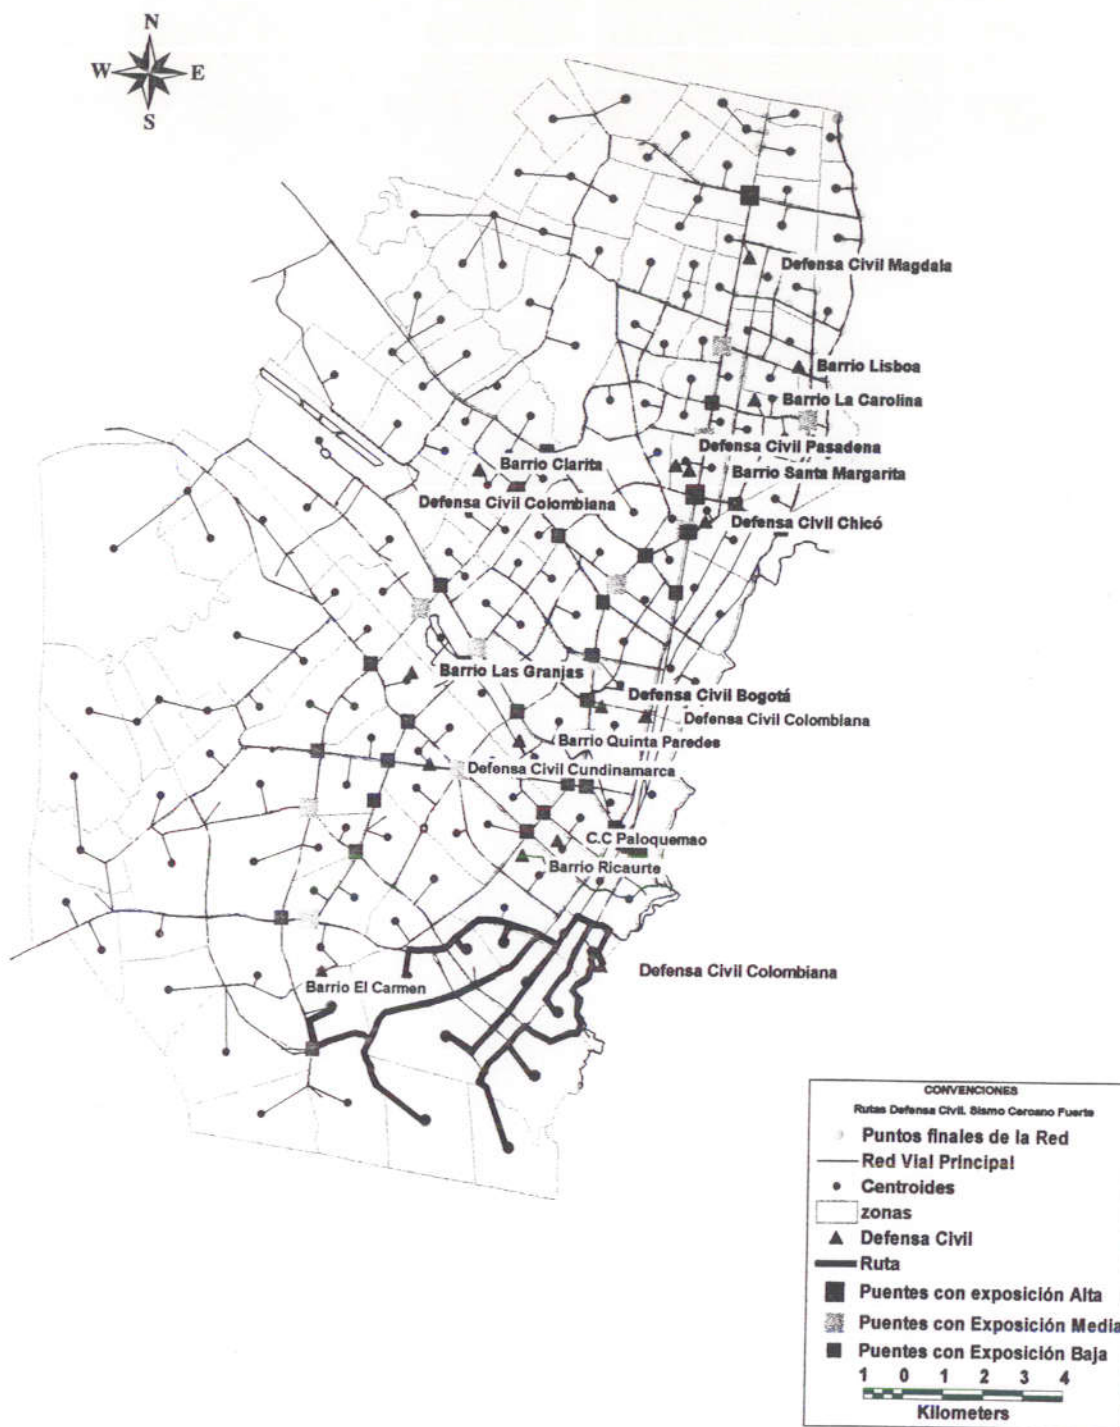 N
W E
S
Defensa Civil Magdala
Barrio Lisboa
Barrio La Carolina
Defensa Civil Pasadena
Barrio Clarita
Barrio Santa Margarita
Defensa Civil Colombiana
Defensa Civil Chicó
Barrio Las Granjas
Defensa Civil Bogotá
Defensa Civil Colombiana
Barrio Quinta Paredes
Defensa Civil Cundinamarca
C.C Paloquemao
Barrio Ricaurte
Defensa Civil Colombiana
Barrio El Carmen
CONVENCIONES
Rutas Defensa Civil. Sismo Cercano Fuerte
Puntos finales de la Red
Red Vial Principal
Centroides
zonas
Defensa Civil
Ruta
Puentes con exposición Alta
Puentes con Exposición Media
Puentes con Exposición Baja
1 0 1 2 3 4
Kilometers